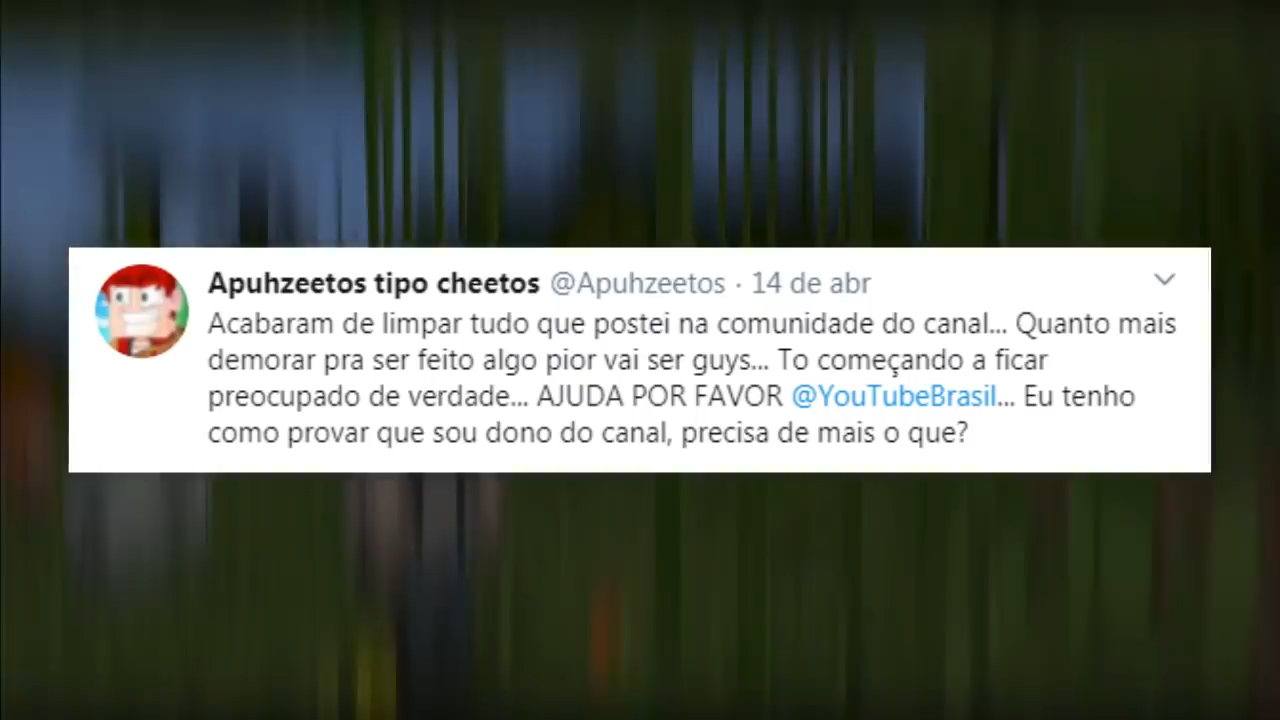 Apuhzeetos tipo cheetos @Apuhzeetos · 14 de abr
Acabaram de limpar tudo que postei na comunidade do canal... Quanto mais
demorar pra ser feito algo pior vai ser guys... To começando a ficar
preocupado de verdade... AJUDA POR FAVOR @YouTubeBrasil... Eu tenho
como provar que sou dono do canal, precisa de mais o que?